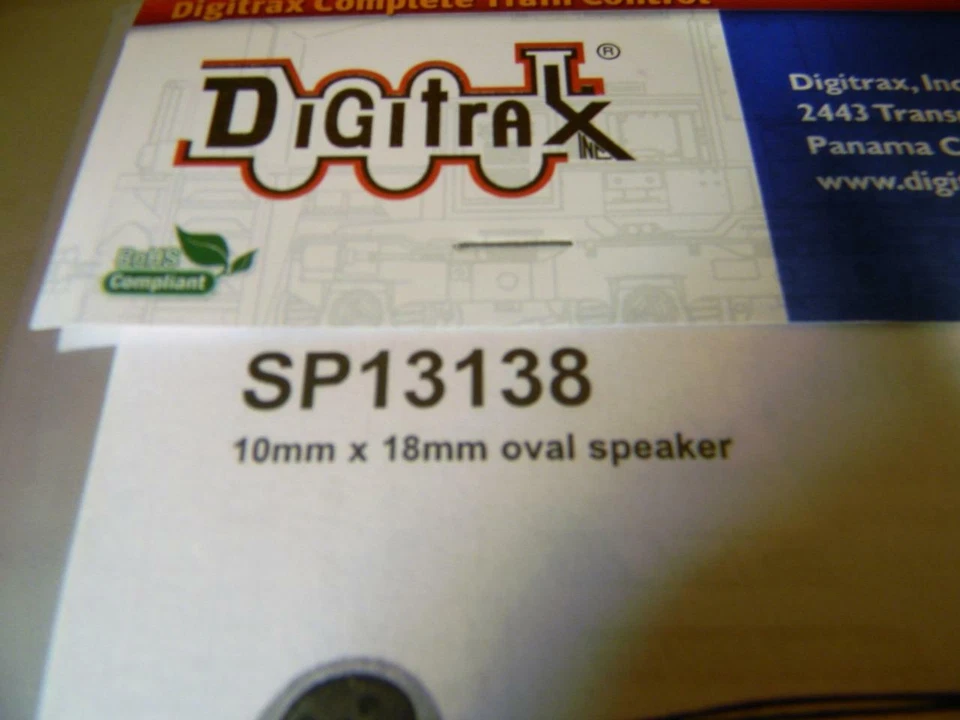 Digitrax Complete Train Control
DiGitrax ®
INC.
Digitrax, Inc
2443 Trans
Panama C
www.digit
RoHS
Compliant
SP13138
10mm x 18mm oval speaker